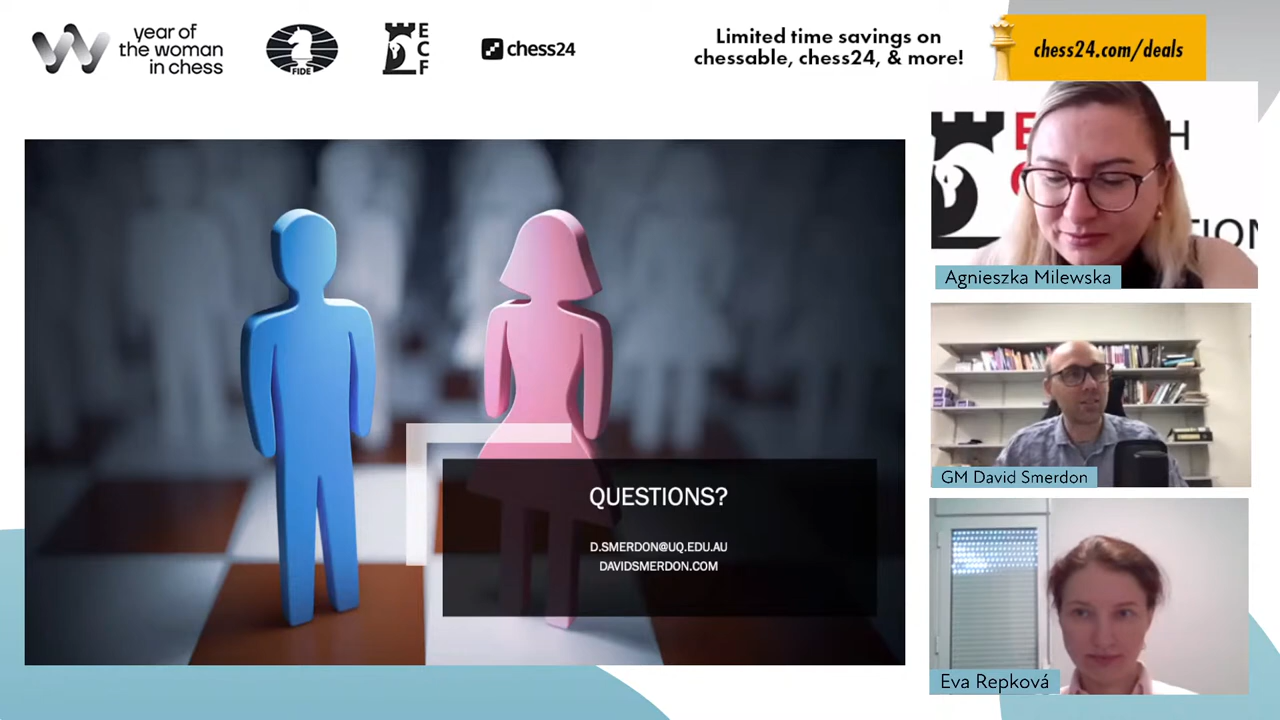 year of
the woman
in chess
FIDE
E
C
F
chess24
Limited time savings on
chessable, chess24, & more!
chess24.com/deals
E H
TION
Agnieszka Milewska
GM David Smerdon
Eva Repková
QUESTIONS?
D.SMERDON@UQ.EDU.AU
DAVIDSMERDON.COM